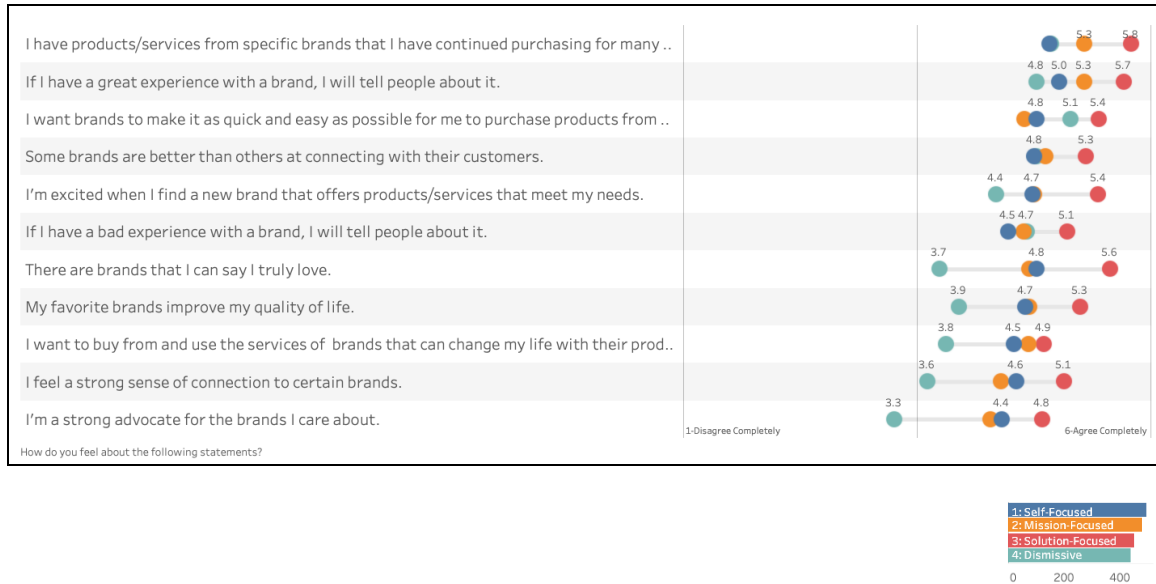 I have products/services from specific brands that I have continued purchasing for many .. 5.3 5.8
If I have a great experience with a brand, I will tell people about it. 4.8 5.0 5.3 5.7
I want brands to make it as quick and easy as possible for me to purchase products from .. 4.8 5.1 5.4
Some brands are better than others at connecting with their customers. 4.8 5.3
I'm excited when I find a new brand that offers products/services that meet my needs. 4.4 4.7 5.4
If I have a bad experience with a brand, I will tell people about it. 4.5 4.7 5.1
There are brands that I can say I truly love. 3.7 4.8 5.6
My favorite brands improve my quality of life. 3.9 4.7 5.3
I want to buy from and use the services of brands that can change my life with their prod.. 3.8 4.5 4.9
I feel a strong sense of connection to certain brands. 3.6 4.6 5.1
I'm a strong advocate for the brands I care about. 3.3 4.4 4.8
1-Disagree Completely 6-Agree Completely
How do you feel about the following statements?
1: Self-Focused
2: Mission-Focused
3: Solution-Focused
4: Dismissive
0 200 400